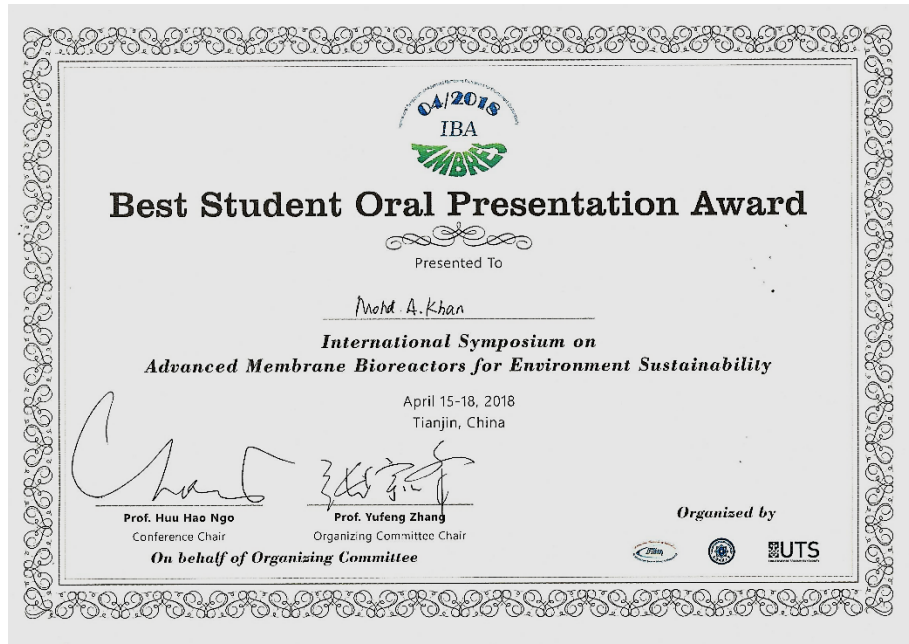 04/2018
IBA
AMBRES
Best Student Oral Presentation Award
Presented To
Mohd. A. Khan
International Symposium on
Advanced Membrane Bioreactors for Environment Sustainability
April 15-18, 2018
Tianjin, China
Prof. Huu Hao Ngo
Conference Chair
Prof. Yufeng Zhang
Organizing Committee Chair
On behalf of Organizing Committee
Organized by
UTS